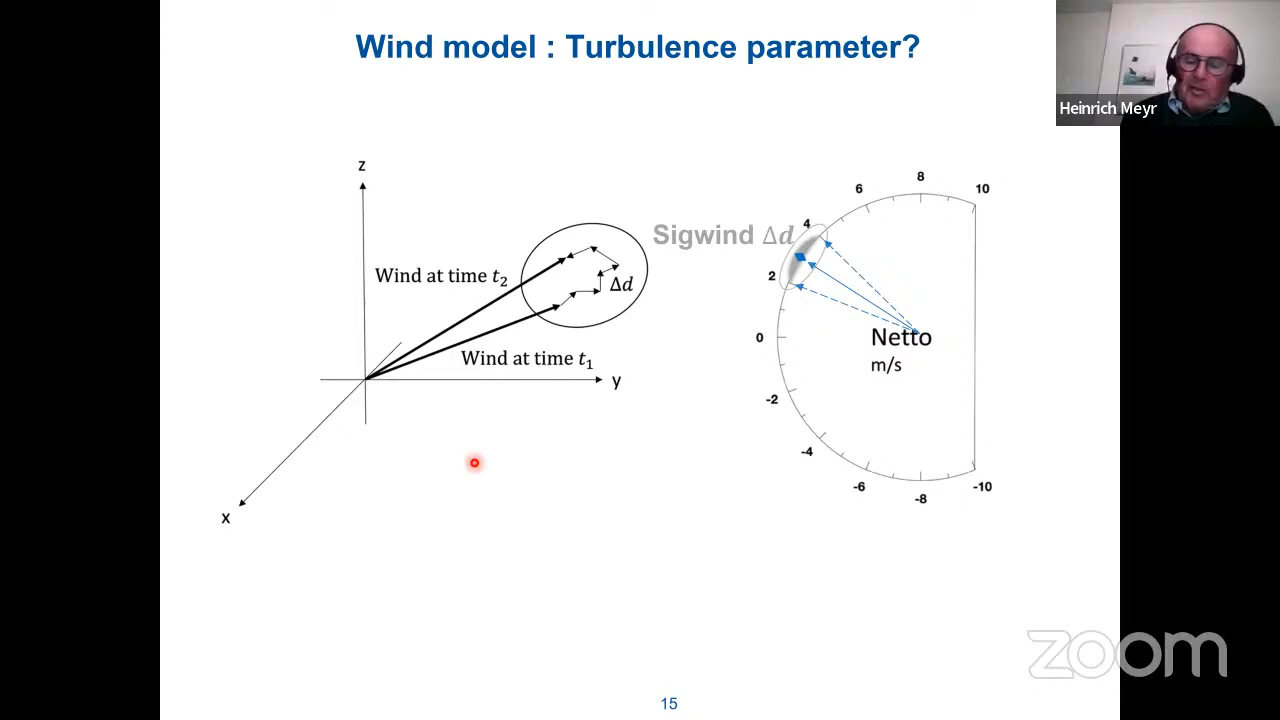 Wind model : Turbulence parameter?
Heinrich Meyr
z
Wind at time t₂
Δd
Wind at time t₁
y
x
Sigwind Δd
10
8
6
4
2
0
-2
-4
-6
-8
-10
Netto
m/s
zoom
15